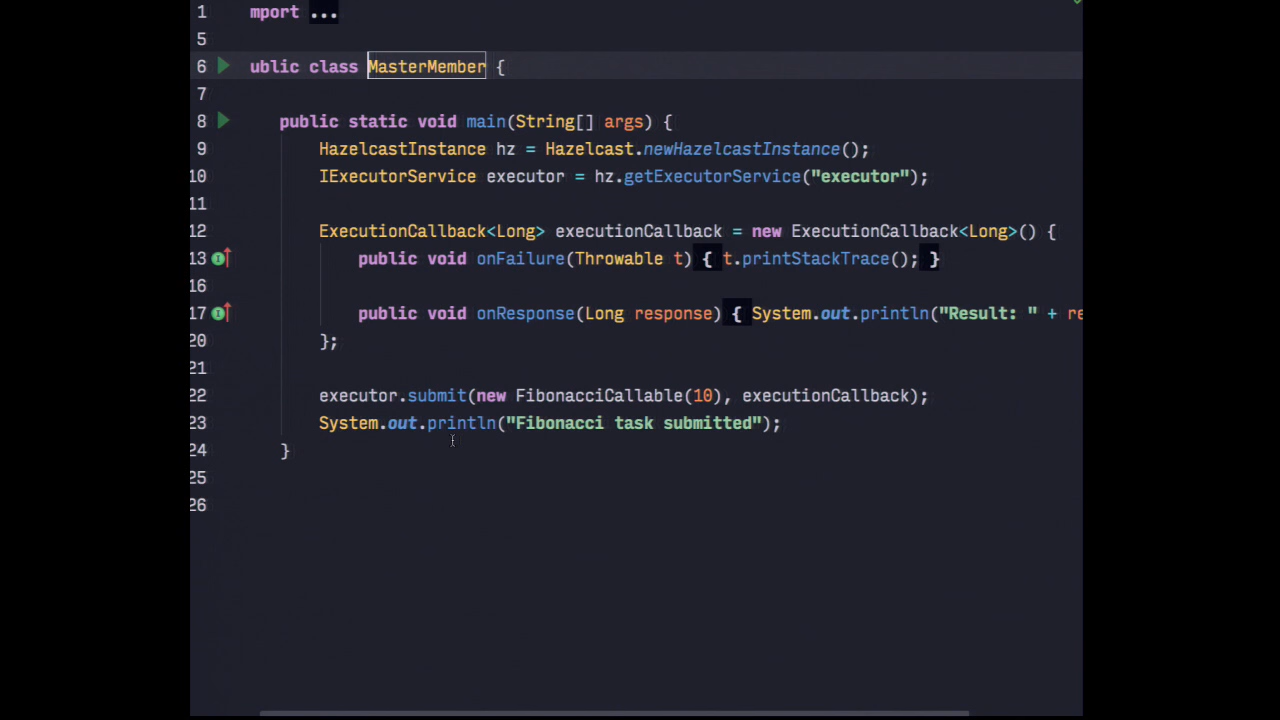 1 mport ...
5
6 ublic class MasterMember {
7
8 public static void main(String[] args) {
9 HazelcastInstance hz = Hazelcast.newHazelcastInstance();
10 IExecutorService executor = hz.getExecutorService("executor");
11
12 ExecutionCallback<Long> executionCallback = new ExecutionCallback<Long>() {
13 public void onFailure(Throwable t) { t.printStackTrace(); }
16
17 public void onResponse(Long response) { System.out.println("Result: " + re
20 };
21
22 executor.submit(new FibonacciCallable(10), executionCallback);
23 System.out.println("Fibonacci task submitted");
24 }
25
26